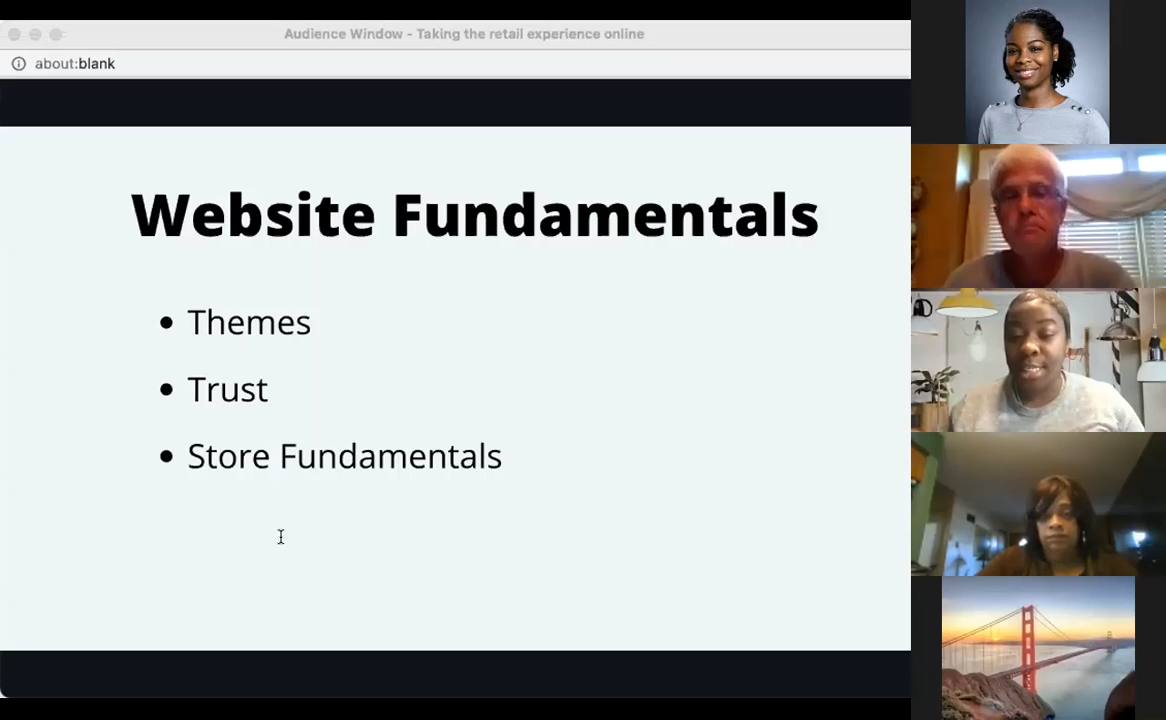 Audience Window - Taking the retail experience online
about:blank
Website Fundamentals
• Themes
• Trust
• Store Fundamentals